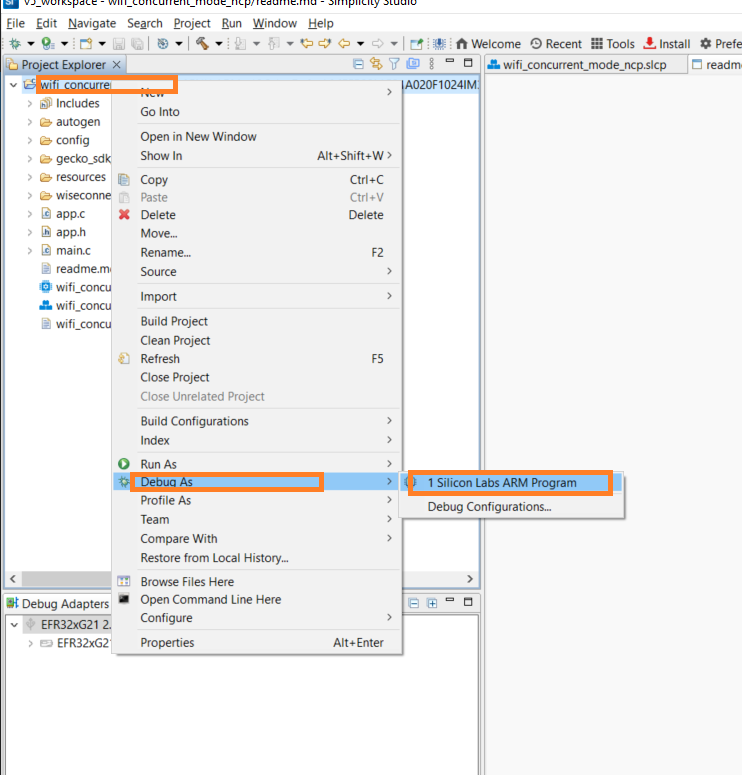 v5_workspace - wifi_concurrent_mode_ncp/readme.md - Simplicity Studio
File Edit Navigate Search Project Run Window Help
Welcome Recent Tools Install Prefe
Project Explorer
wifi_concurrent_mode_ncp.slcp
readme
wifi_concurre
A020F1024IM
Includes
autogen
config
gecko_sdk
resources
wiseconne
app.c
app.h
main.c
readme.m
wifi_concu
wifi_concu
wifi_concu
New
Go Into
Open in New Window
Show In Alt+Shift+W
Copy Ctrl+C
Paste Ctrl+V
Delete Delete
Move...
Rename... F2
Source
Import
Build Project
Clean Project
Refresh F5
Close Project
Close Unrelated Project
Build Configurations
Index
Run As
Debug As
1 Silicon Labs ARM Program
Debug Configurations...
Profile As
Team
Compare With
Restore from Local History...
Browse Files Here
Open Command Line Here
Configure
Properties Alt+Enter
Debug Adapters
EFR32xG21 2.
EFR32xG2